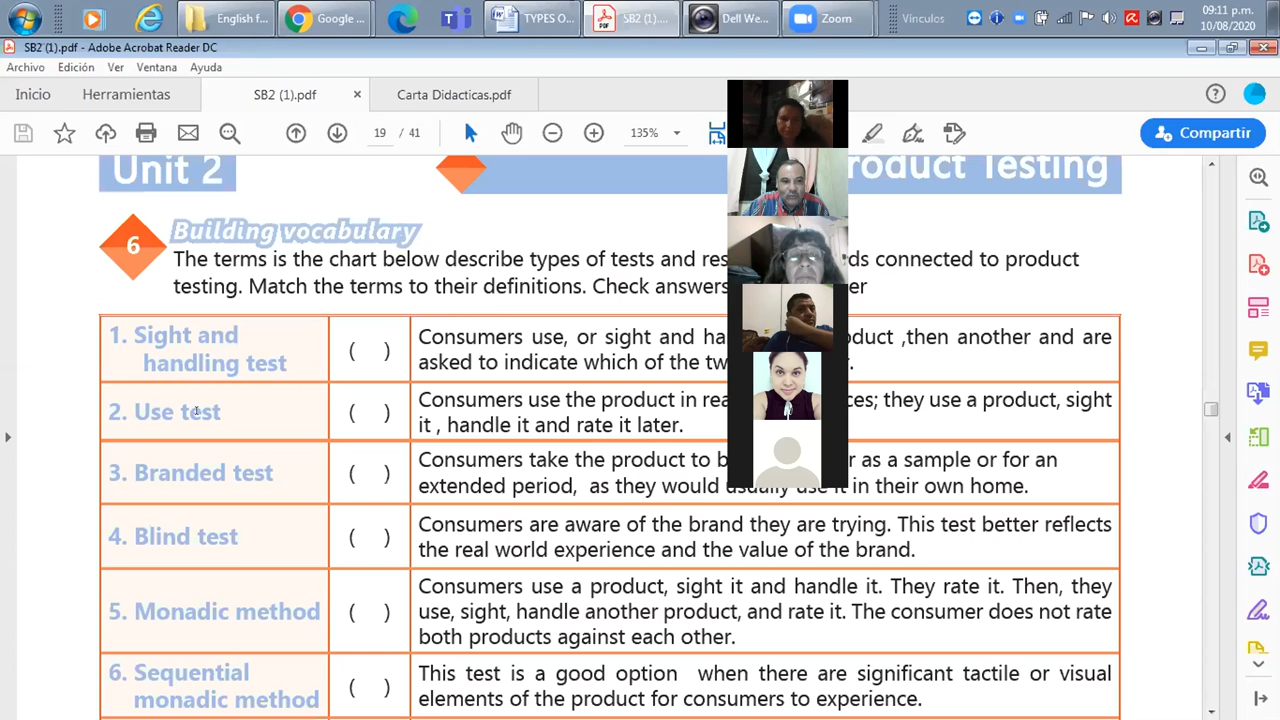 English f...
Google ...
TYPES O...
SB2 (1).p...
Dell We...
Zoom
Vínculos
09:11 p.m.
10/08/2020
SB2 (1).pdf - Adobe Acrobat Reader DC
Archivo Edición Ver Ventana Ayuda
Inicio Herramientas SB2 (1).pdf × Carta Didacticas.pdf
19 / 41 135% Compartir
Unit 2 roduct Testing
6 Building vocabulary
The terms is the chart below describe types of tests and res ds connected to product
testing. Match the terms to their definitions. Check answers er
1. Sight and
handling test
( )
Consumers use, or sight and ha oduct ,then another and are
asked to indicate which of the tw r.
2. Use test
( )
Consumers use the product in rea ces; they use a product, sight
it , handle it and rate it later.
3. Branded test
( )
Consumers take the product to b r as a sample or for an
extended period, as they would usually use it in their own home.
4. Blind test
( )
Consumers are aware of the brand they are trying. This test better reflects
the real world experience and the value of the brand.
5. Monadic method
( )
Consumers use a product, sight it and handle it. They rate it. Then, they
use, sight, handle another product, and rate it. The consumer does not rate
both products against each other.
6. Sequential
monadic method
( )
This test is a good option when there are significant tactile or visual
elements of the product for consumers to experience.